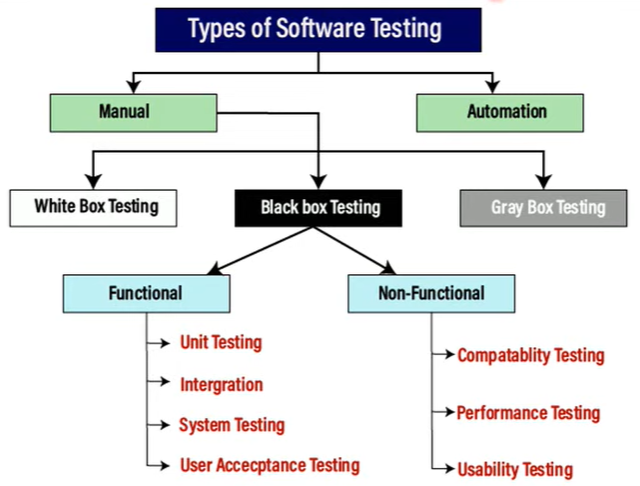 Types of Software Testing
Manual
Automation
White Box Testing
Black box Testing
Gray Box Testing
Functional
Non-Functional
Unit Testing
Intergration
System Testing
User Accecptance Testing
Compatablity Testing
Performance Testing
Usability Testing